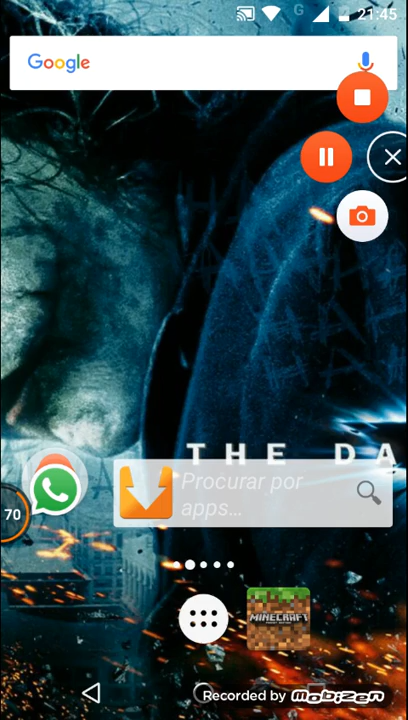 G
21:45
Google
THE DA
Procurar por
apps...
70
MINECRAFT
Recorded by mobizen